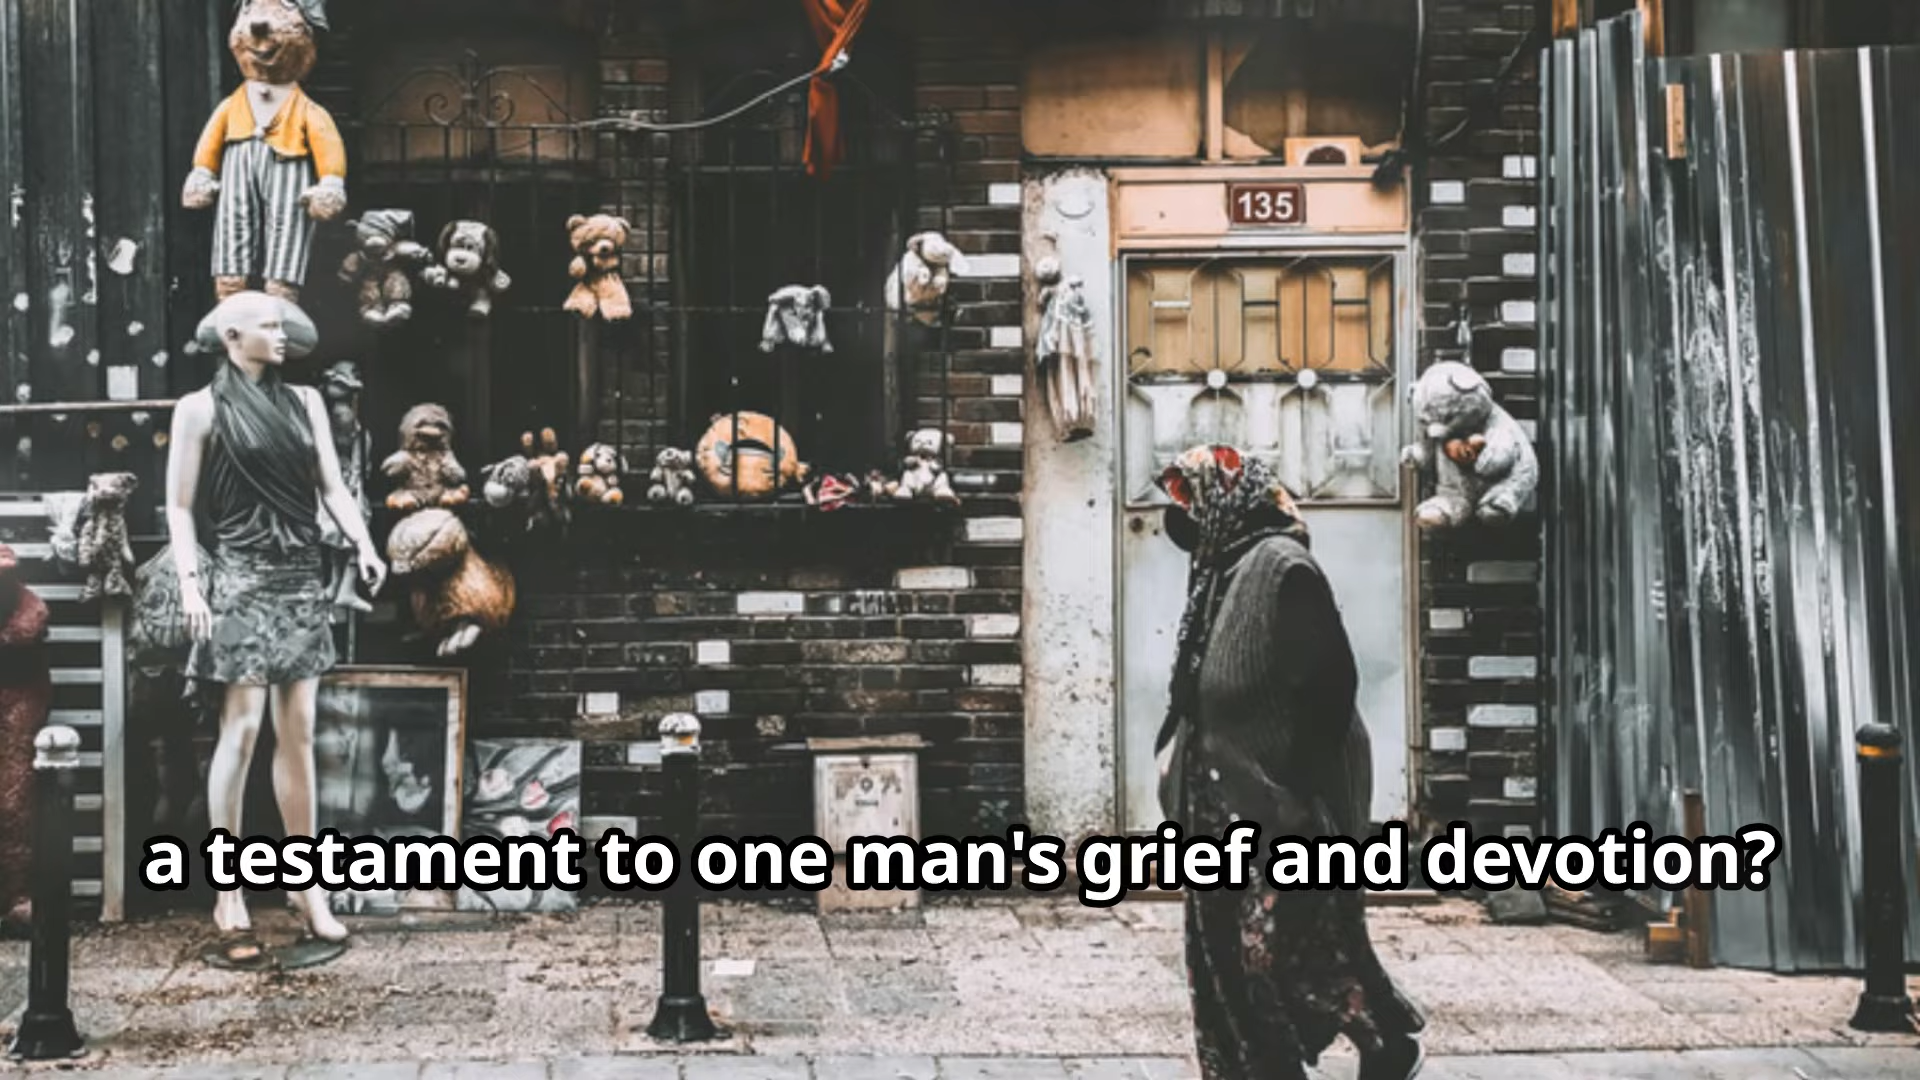 135
a testament to one man's grief and devotion?